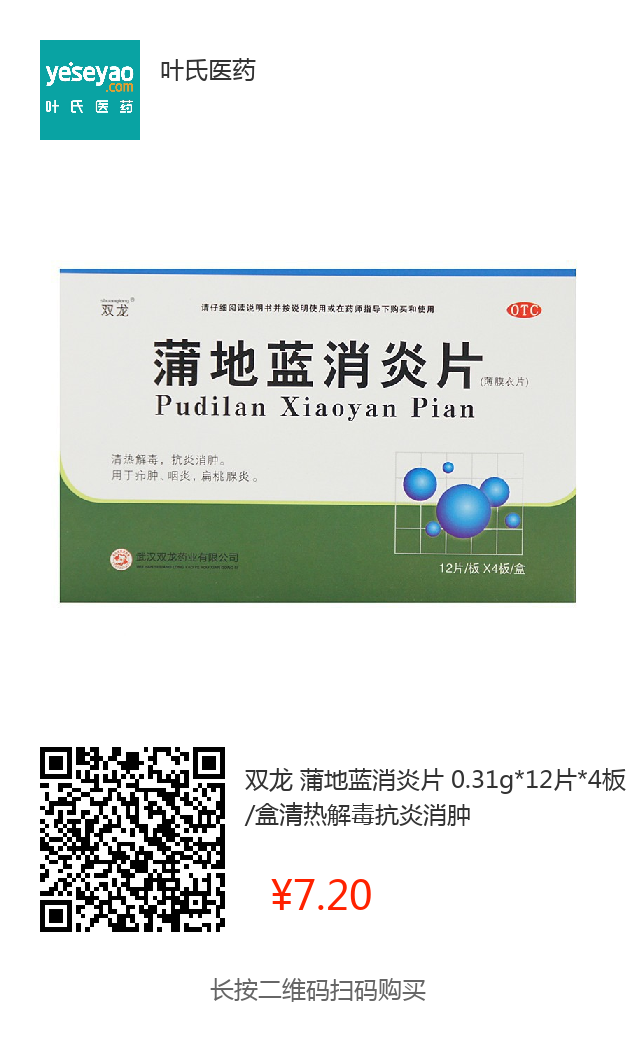 yeseyao
.com
叶氏医药
叶氏医药
shuanglong®
双龙
请仔细阅读说明书并按说明使用或在药师指导下购买和使用
OTC
蒲地蓝消炎片
(薄膜衣片)
Pudilan Xiaoyan Pian
清热解毒，抗炎消肿。
用于疖肿、咽炎，扁桃腺炎。
武汉双龙药业有限公司
12片/板 X4板/盒
双龙 蒲地蓝消炎片 0.31g*12片*4板
/盒清热解毒抗炎消肿
¥7.20
长按二维码扫码购买